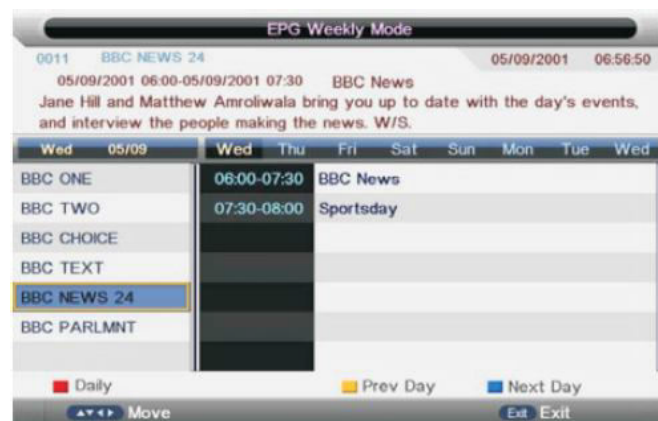 EPG Weekly Mode
0011 BBC NEWS 24 05/09/2001 06:56:50
05/09/2001 06:00-05/09/2001 07:30 BBC News
Jane Hill and Matthew Amroliwala bring you up to date with the day's events,
and interview the people making the news. W/S.
Wed 05/09 Wed Thu Fri Sat Sun Mon Tue Wed
BBC ONE 06:00-07:30 BBC News
BBC TWO 07:30-08:00 Sportsday
BBC CHOICE
BBC TEXT
BBC NEWS 24
BBC PARLMNT
Daily Prev Day Next Day
Move Exit Exit